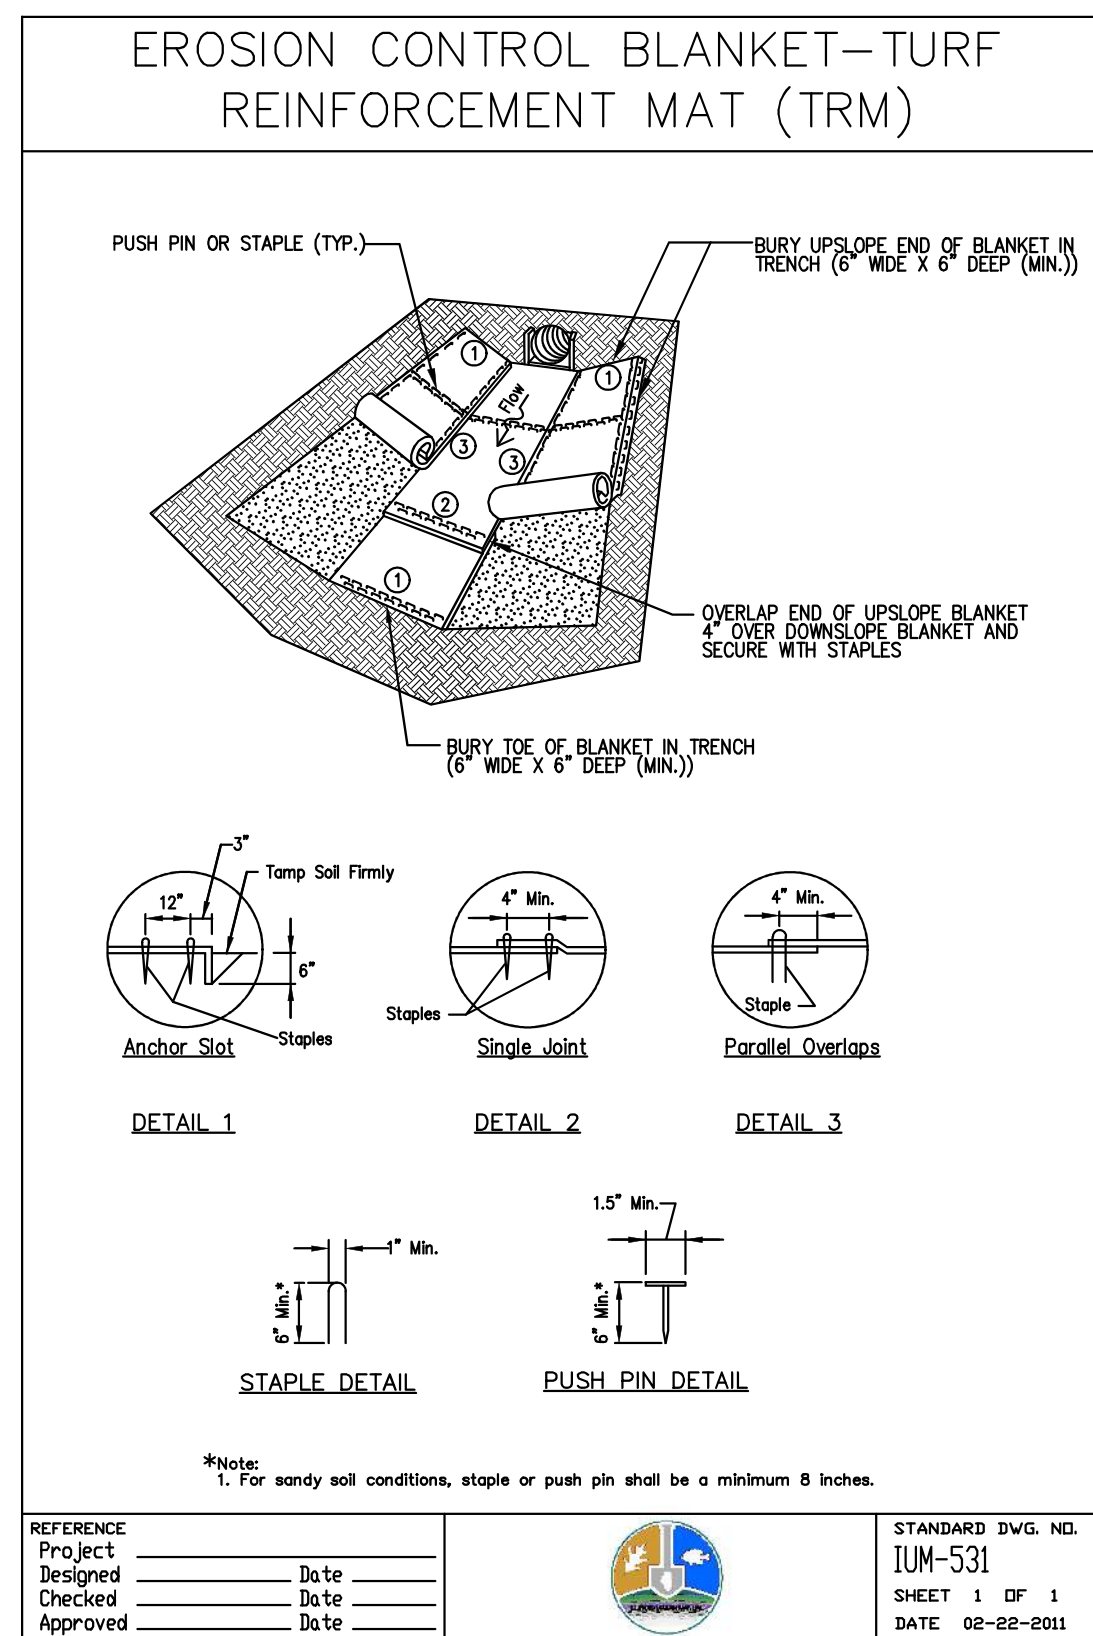 EROSION CONTROL BLANKET-TURF
REINFORCEMENT MAT (TRM)
PUSH PIN OR STAPLE (TYP.)
BURY UPSLOPE END OF BLANKET IN
TRENCH (6" WIDE X 6" DEEP (MIN.))
1
1
Flow
3
3
2
1
OVERLAP END OF UPSLOPE BLANKET
4" OVER DOWNSLOPE BLANKET AND
SECURE WITH STAPLES
BURY TOE OF BLANKET IN TRENCH
(6" WIDE X 6" DEEP (MIN.))
3"
Tamp Soil Firmly
12"
6"
Staples
Anchor Slot
DETAIL 1
4" Min.
Staples
Single Joint
DETAIL 2
4" Min.
Staple
Parallel Overlaps
DETAIL 3
1" Min.
6" Min.*
STAPLE DETAIL
1.5" Min.
6" Min.*
PUSH PIN DETAIL
*Note:
1. For sandy soil conditions, staple or push pin shall be a minimum 8 inches.
REFERENCE
Project
Designed Date
Checked Date
Approved Date
STANDARD DWG. NO.
IUM-531
SHEET 1 OF 1
DATE 02-22-2011